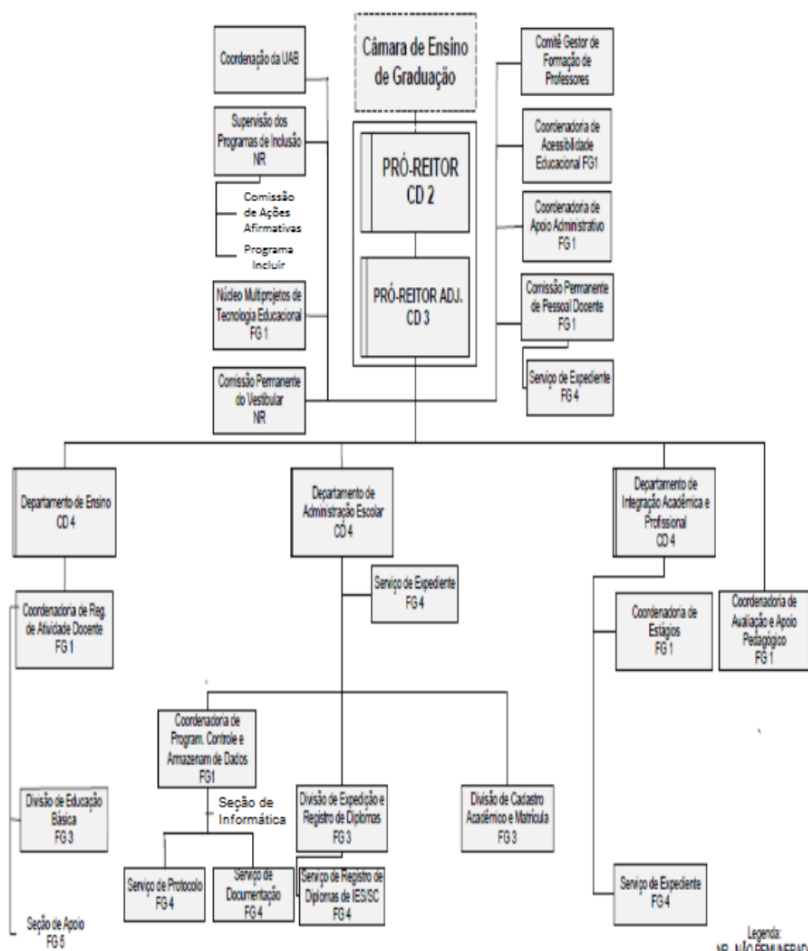 Câmara de Ensino
de Graduação
Coordenação da UAB
Comitê Gestor de
Formação de
Professores
Supervisão dos
Programas de Inclusão
NR
Comissão
de Ações
Afirmativas
Programa
Incluir
Coordenadoria de
Acessibilidade
Educacional FG1
PRÓ-REITOR
CD 2
Coordenadoria de
Apoio Administrativo
FG 1
Núcleo Multiprojetos de
Tecnologia Educacional
FG 1
PRÓ-REITOR ADJ.
CD 3
Comissão Permanente
de Pessoal Docente
FG 1
Serviço de Expediente
FG 4
Comissão Permanente
do Vestibular
NR
Departamento de Ensino
CD 4
Departamento de
Administração Escolar
CD 4
Departamento de
Integração Acadêmica e
Profissional
CD 4
Serviço de Expediente
FG 4
Coordenadoria de Reg.
de Atividade Docente
FG 1
Coordenadoria de
Estágios
FG 1
Coordenadoria de
Avaliação e Apoio
Pedagógico
FG 1
Coordenadoria de
Program. Controle e
Armazenam de Dados
FG1
Seção de
Informática
Divisão de Educação
Básica
FG 3
Divisão de Expedição e
Registro de Diplomas
FG 3
Divisão de Cadastro
Acadêmico e Matrícula
FG 3
Serviço de Protocolo
FG 4
Serviço de
Documentação
FG 4
Serviço de Registro de
Diplomas de IES/SC
FG 4
Serviço de Expediente
FG 4
Seção de Apoio
FG 5
Legenda: